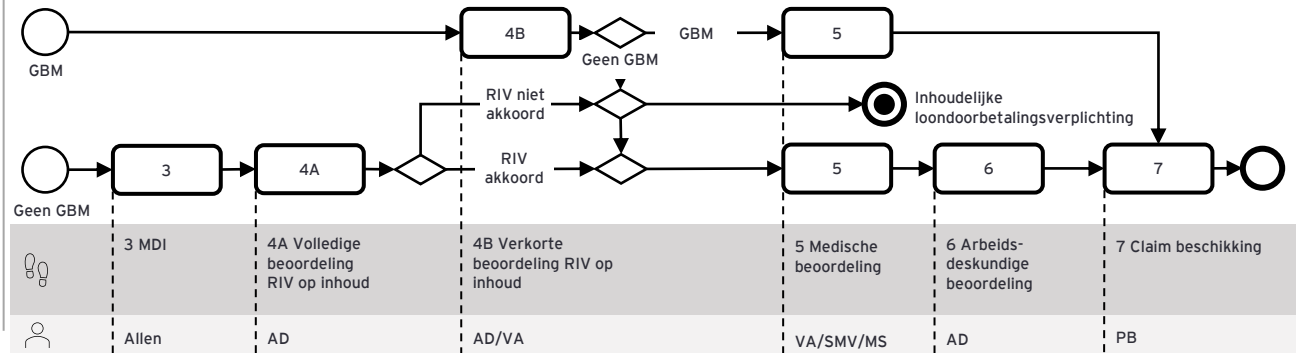 4B
GBM
5
GBM
Geen GBM
RIV niet
akkoord
Inhoudelijke
loondoorbetalingsverplichting
3
4A
RIV
akkoord
5
6
7
Geen GBM
3 MDI
4A Volledige
beoordeling
RIV op inhoud
4B Verkorte
beoordeling RIV op
inhoud
5 Medische
beoordeling
6 Arbeids-
deskundige
beoordeling
7 Claim beschikking
Allen
AD
AD/VA
VA/SMV/MS
AD
PB